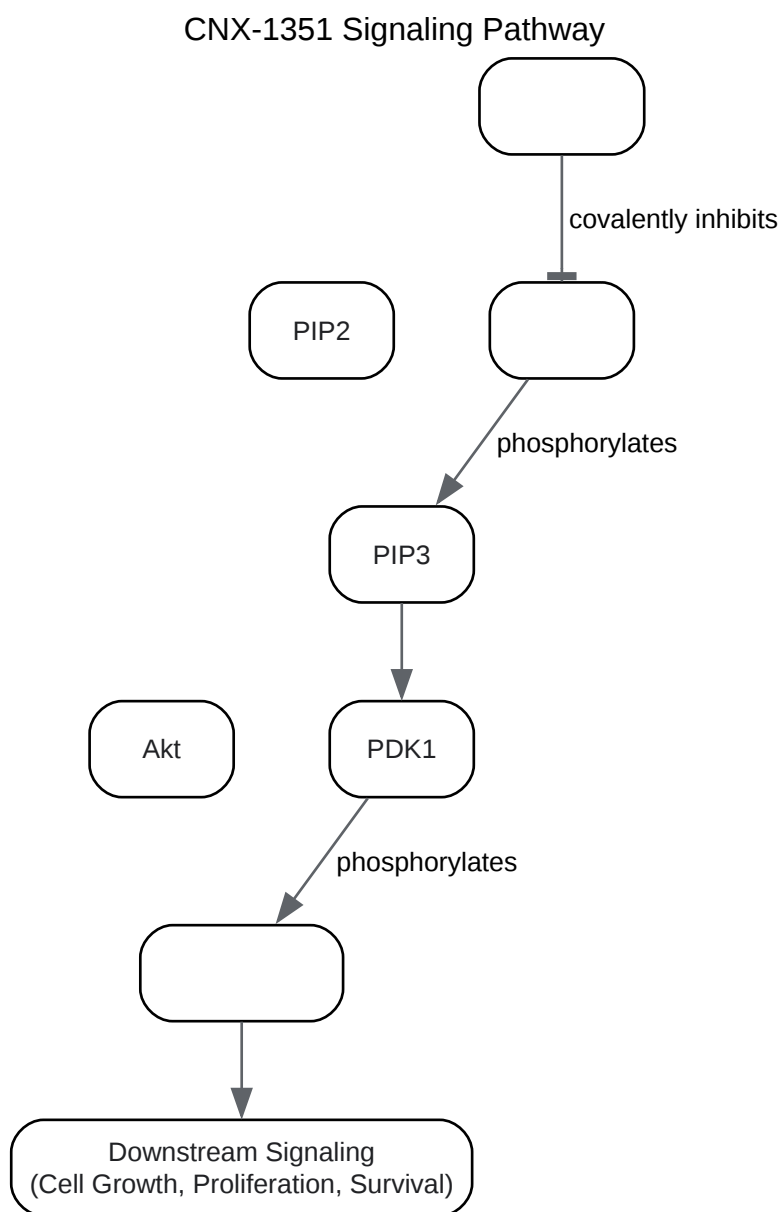 CNX-1351 Signaling Pathway
covalently inhibits
PIP2
phosphorylates
PIP3
Akt
PDK1
phosphorylates
Downstream Signaling
(Cell Growth, Proliferation, Survival)